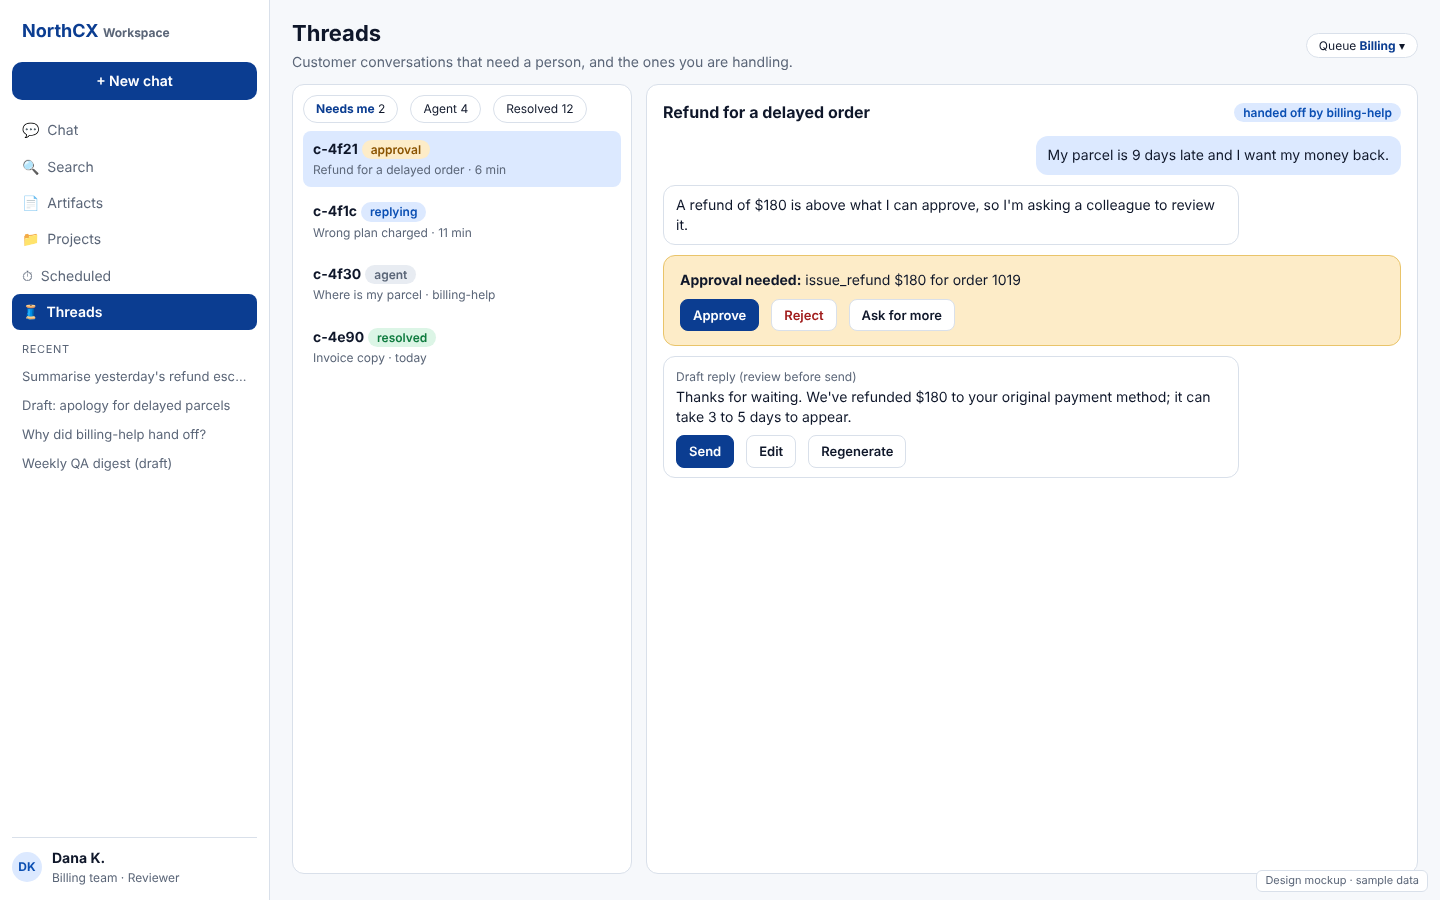 NorthCX Workspace
+ New chat
Chat
Search
Artifacts
Projects
Scheduled
Threads
RECENT
Summarise yesterday's refund esc...
Draft: apology for delayed parcels
Why did billing-help hand off?
Weekly QA digest (draft)
DK
Dana K.
Billing team · Reviewer
Threads
Customer conversations that need a person, and the ones you are handling.
Queue Billing ▾
Needs me 2
Agent 4
Resolved 12
c-4f21 approval
Refund for a delayed order · 6 min
c-4f1c replying
Wrong plan charged · 11 min
c-4f30 agent
Where is my parcel · billing-help
c-4e90 resolved
Invoice copy · today
Refund for a delayed order
handed off by billing-help
My parcel is 9 days late and I want my money back.
A refund of $180 is above what I can approve, so I'm asking a colleague to review
it.
Approval needed: issue_refund $180 for order 1019
Approve
Reject
Ask for more
Draft reply (review before send)
Thanks for waiting. We've refunded $180 to your original payment method; it can
take 3 to 5 days to appear.
Send
Edit
Regenerate
Design mockup · sample data